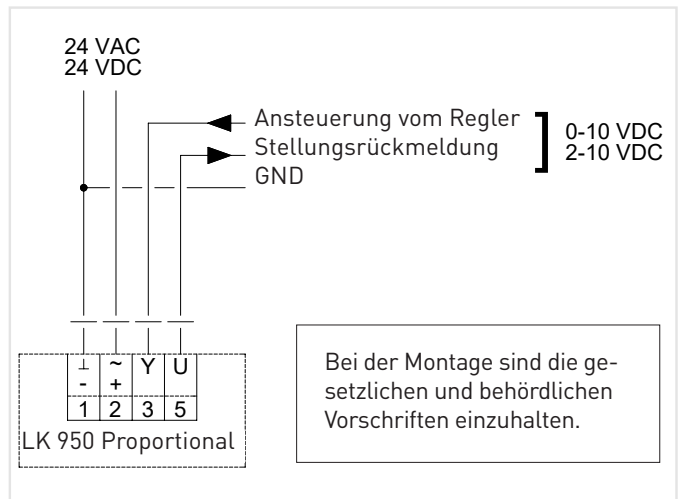 24 VAC
24 VDC
Ansteuerung vom Regler
Stellungsrückmeldung
GND
0-10 VDC
2-10 VDC
⊥ ~ Y U
- +
1 2 3 5
LK 950 Proportional
Bei der Montage sind die ge-
setzlichen und behördlichen
Vorschriften einzuhalten.